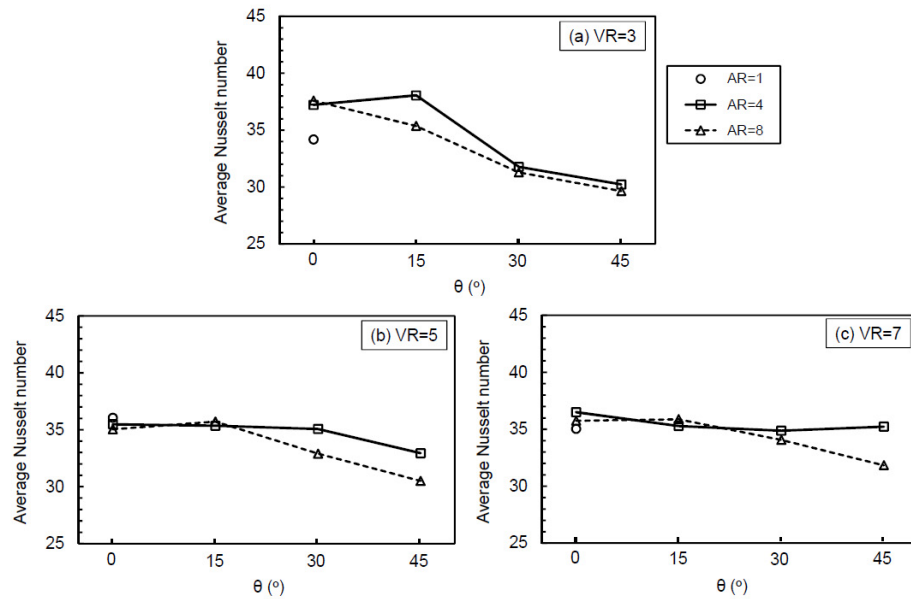 45
(a) VR=3
40
35
30
25
Average Nusselt number
0 15 30 45
θ (º)
AR=1
AR=4
AR=8
45
(b) VR=5
40
35
30
25
Average Nusselt number
0 15 30 45
θ (º)
45
(c) VR=7
40
35
30
25
Average Nusselt number
0 15 30 45
θ (º)